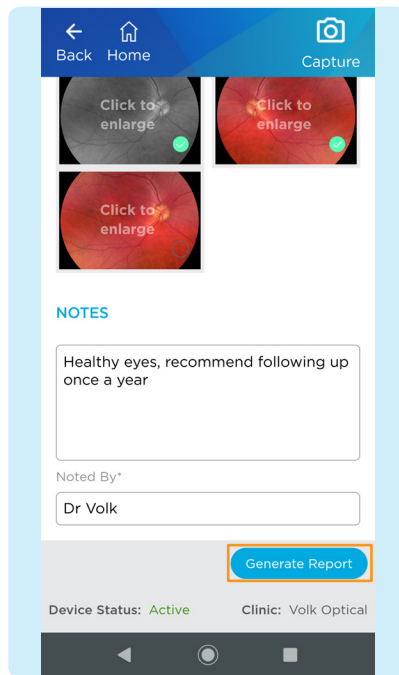 Back Home
Capture
Click to
enlarge
Click to
enlarge
Click to
enlarge
NOTES
Healthy eyes, recommend following up
once a year
Noted By*
Dr Volk
Generate Report
Device Status: Active Clinic: Volk Optical